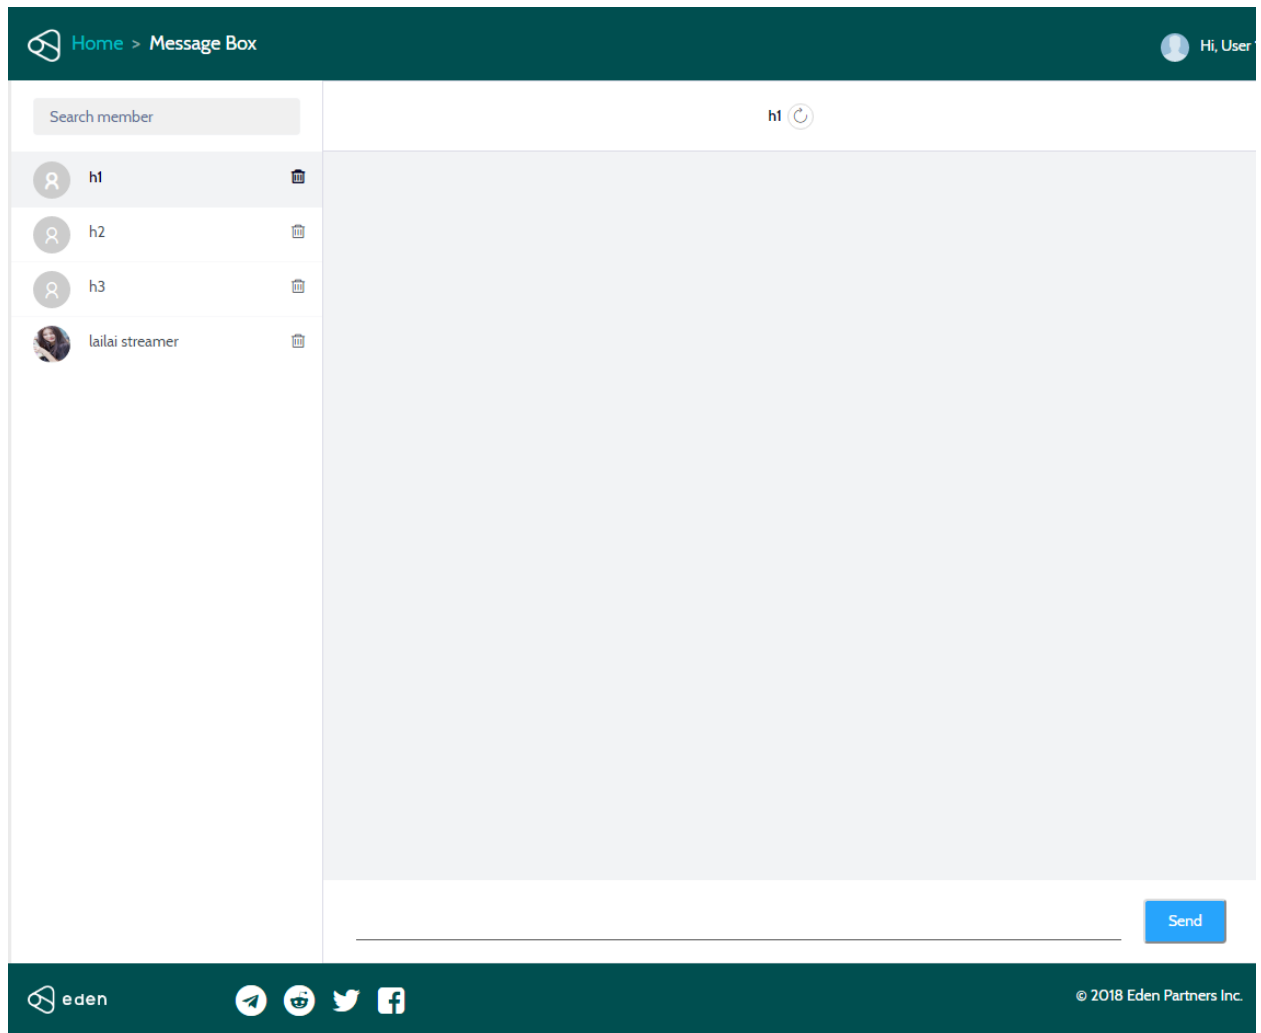 Home > Message Box
Hi, User
Search member
h1
h1
h2
h3
lailai streamer
Send
eden
© 2018 Eden Partners Inc.